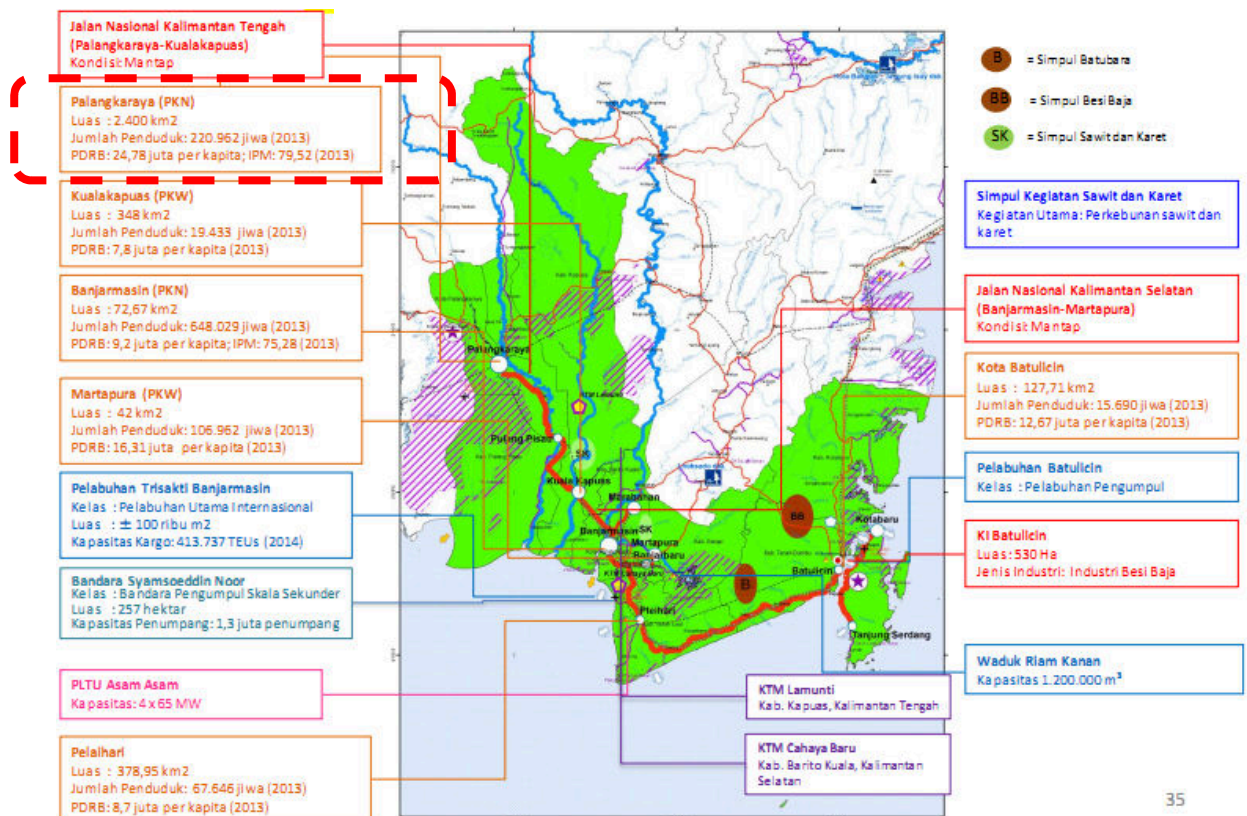 Jalan Nasional Kalimantan Tengah
(Palangkaraya-Kualakapuas)
Kondisi: Mantap
Palangkaraya (PKN)
Luas : 2.400 km2
Jumlah Penduduk: 220.962 jiwa (2013)
PDRB: 24,78 juta per kapita; IPM: 79,52 (2013)
Kualakapuas (PKW)
Luas : 348 km2
Jumlah Penduduk: 19.433 jiwa (2013)
PDRB: 7,8 juta per kapita (2013)
Banjarmasin (PKN)
Luas : 72,67 km2
Jumlah Penduduk: 648.029 jiwa (2013)
PDRB: 9,2 juta per kapita; IPM: 75,28 (2013)
Martapura (PKW)
Luas : 42 km2
Jumlah Penduduk: 106.962 jiwa (2013)
PDRB: 16,31 juta per kapita (2013)
Pelabuhan Trisakti Banjarmasin
Kelas : Pelabuhan Utama Internasional
Luas : ± 100 ribu m2
Kapasitas Kargo: 413.737 TEUs (2014)
Bandara Syamsoeddin Noor
Kelas : Bandara Pengumpul Skala Sekunder
Luas : 257 hektar
Kapasitas Penumpang: 1,3 juta penumpang
PLTU Asam Asam
Kapasitas: 4 x 65 MW
Pelaihari
Luas : 378,95 km2
Jumlah Penduduk: 67.646 jiwa (2013)
PDRB: 8,7 juta per kapita (2013)
Palangkaraya
KTM Lamunti
Pulang Pisau
SK
Kuala Kapuas
Marabahan
Banjarmasin
SK
Martapura
Banjarbaru
KTM Cahaya Baru
Pleihari
BB
B
Kotabaru
Batulicin
Tanjung Serdang
B = Simpul Batubara
BB = Simpul Besi Baja
SK = Simpul Sawit dan Karet
Simpul Kegiatan Sawit dan Karet
Kegiatan Utama: Perkebunan sawit dan
karet
Jalan Nasional Kalimantan Selatan
(Banjarmasin-Martapura)
Kondisi: Mantap
Kota Batulicin
Luas : 127,71 km2
Jumlah Penduduk: 15.690 jiwa (2013)
PDRB: 12,67 juta per kapita (2013)
Pelabuhan Batulicin
Kelas : Pelabuhan Pengumpul
KI Batulicin
Luas: 530 Ha
Jenis Industri: Industri Besi Baja
Waduk Riam Kanan
Kapasitas 1.200.000 m³
KTM Lamunti
Kab. Kapuas, Kalimantan Tengah
KTM Cahaya Baru
Kab. Barito Kuala, Kalimantan
Selatan
35